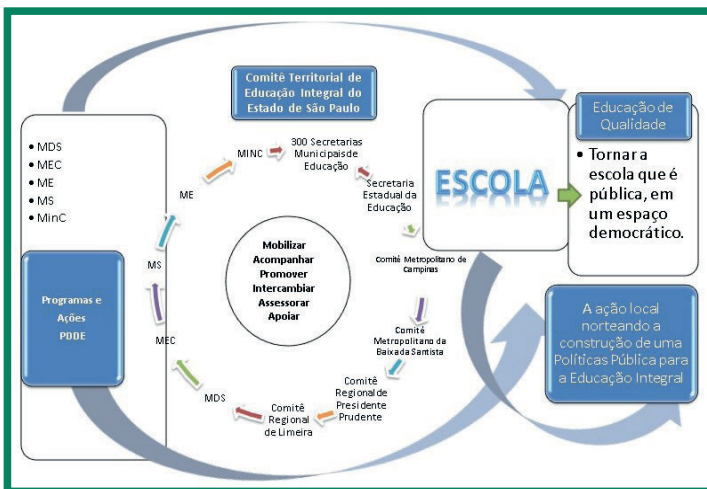 Comitê Territorial de
Educação Integral do
Estado de São Paulo
• MDS
• MEC
• ME
• MS
• MinC
Programas e
Ações
PDDE
MINC
300 Secretarias
Municipais de
Educação
Secretaria
Estadual da
Educação
Comitê Metropolitano de
Campinas
Comitê
Metropolitano da
Baixada Santista
Comitê
Regional de
Presidente
Prudente
Comitê
Regional
de Limeira
MDS
MEC
MS
ME
Mobilizar
Acompanhar
Promover
Intercambiar
Assessorar
Apoiar
ESCOLA
Educação de
Qualidade
• Tornar a
escola que é
pública, em
um espaço
democrático.
A ação local
norteando a
construção de uma
Políticas Pública para
a Educação Integral